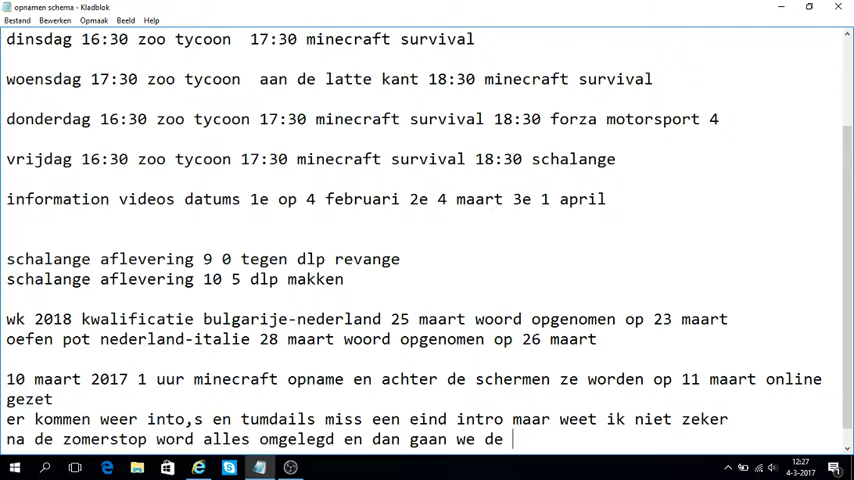 opnamen schema - Kladblok
Bestand Bewerken Opmaak Beeld Help
dinsdag 16:30 zoo tycoon  17:30 minecraft survival
woensdag 17:30 zoo tycoon  aan de latte kant 18:30 minecraft survival
donderdag 16:30 zoo tycoon 17:30 minecraft survival 18:30 forza motorsport 4
vrijdag 16:30 zoo tycoon 17:30 minecraft survival 18:30 schalange
information videos datums 1e op 4 februari 2e 4 maart 3e 1 april
schalange aflevering 9 0 tegen dlp revange
schalange aflevering 10 5 dlp makken
wk 2018 kwalificatie bulgarije-nederland 25 maart woord opgenomen op 23 maart
oefen pot nederland-italie 28 maart woord opgenomen op 26 maart
10 maart 2017 1 uur minecraft opname en achter de schermen ze worden op 11 maart online
gezet
er kommen weer into,s en tumdails miss een eind intro maar weet ik niet zeker
na de zomerstop word alles omgelegd en dan gaan we de
12:27
4-3-2017